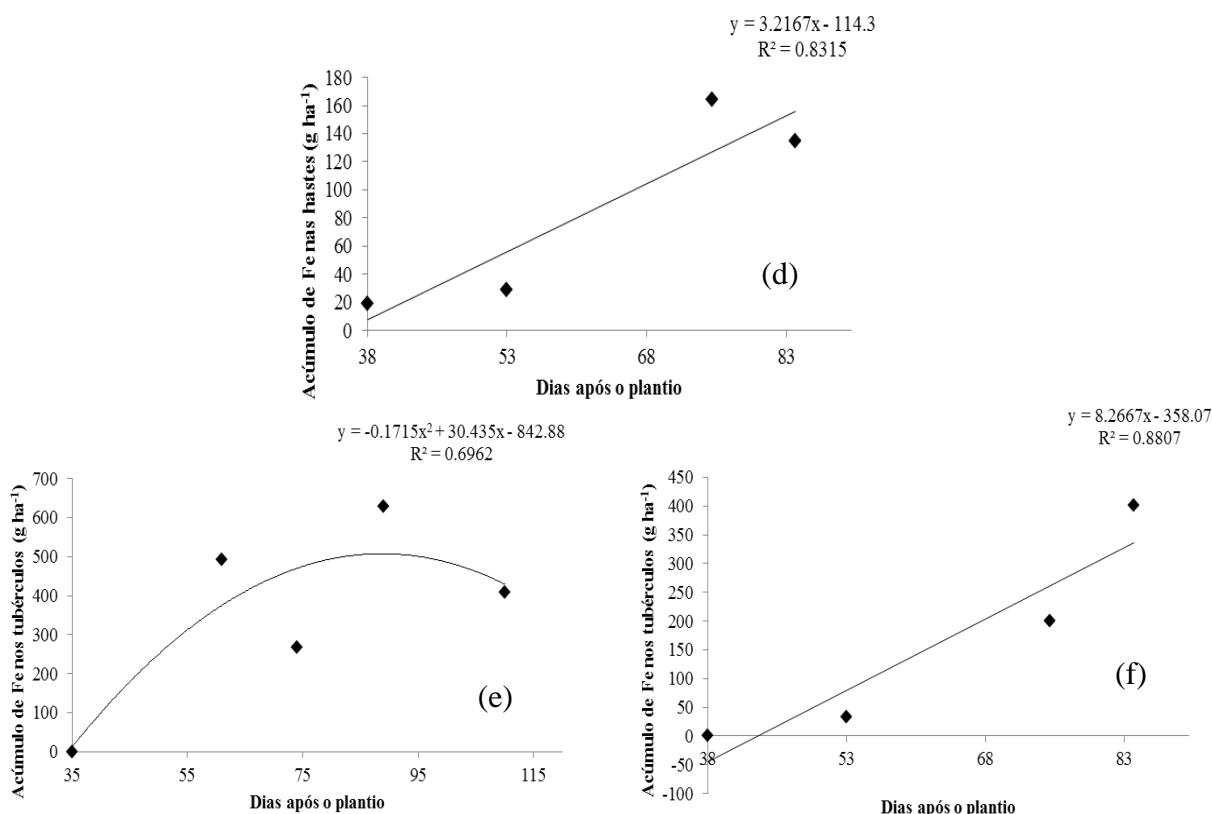 y = 3.2167x - 114.3
R² = 0.8315
Acúmulo de Fe nas hastes (g ha⁻¹)
180
160
140
120
100
80
60
40
20
0
38 53 68 83
(d)
Dias após o plantio
y = -0.1715x² + 30.435x - 842.88
R² = 0.6962
Acúmulo de Fe nos tubérculos (g ha⁻¹)
700
600
500
400
300
200
100
0
35 55 75 95 115
(e)
Dias após o plantio
y = 8.2667x - 358.07
R² = 0.8807
Acúmulo de Fe nos tubérculos (g ha⁻¹)
450
400
350
300
250
200
150
100
50
0
-50
-100
38 53 68 83
(f)
Dias após o plantio